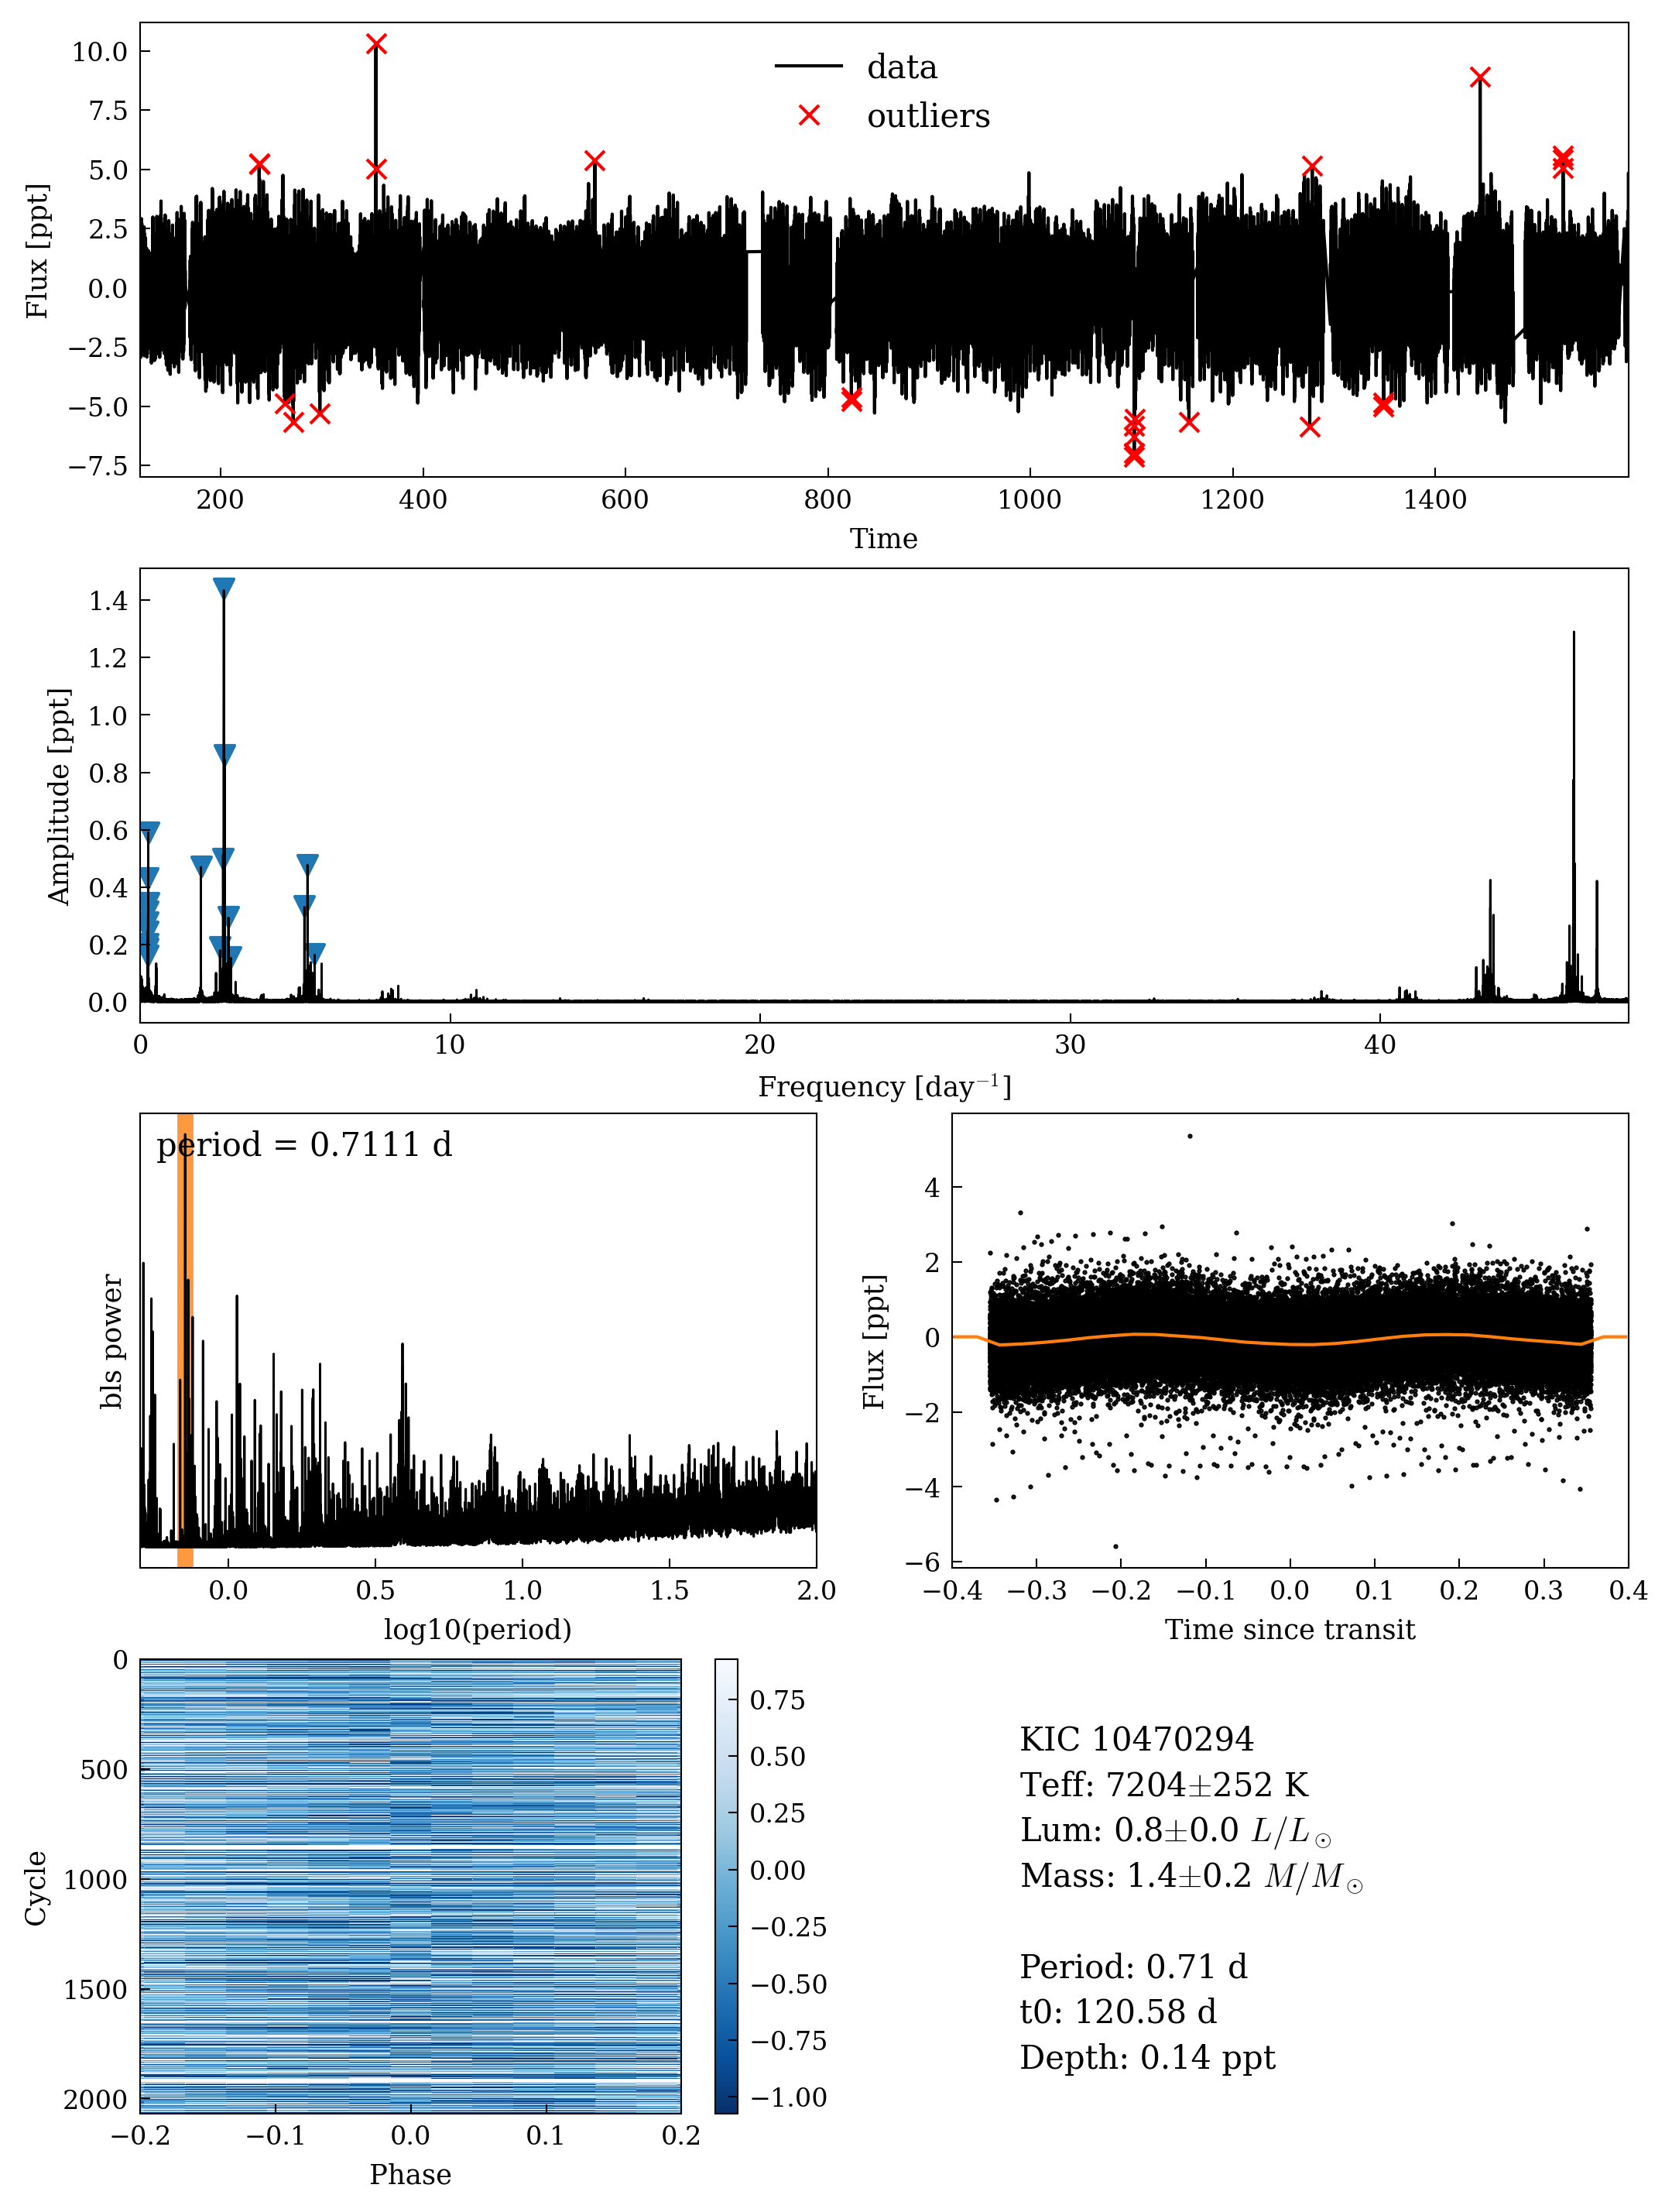 10.0
7.5
5.0
2.5
0.0
−2.5
−5.0
−7.5
Flux [ppt]
data
outliers
200 400 600 800 1000 1200 1400
Time
1.4
1.2
1.0
0.8
0.6
0.4
0.2
0.0
Amplitude [ppt]
0 10 20 30 40
Frequency [day⁻¹]
period = 0.7111 d
bls power
0.0 0.5 1.0 1.5 2.0
log10(period)
4
2
0
−2
−4
−6
Flux [ppt]
−0.4 −0.3 −0.2 −0.1 0.0 0.1 0.2 0.3 0.4
Time since transit
0
500
1000
1500
2000
Cycle
−0.2 −0.1 0.0 0.1 0.2
Phase
0.75
0.50
0.25
0.00
−0.25
−0.50
−0.75
−1.00
KIC 10470294
Teff: 7204±252 K
Lum: 0.8±0.0 L/L⊙
Mass: 1.4±0.2 M/M⊙
Period: 0.71 d
t0: 120.58 d
Depth: 0.14 ppt